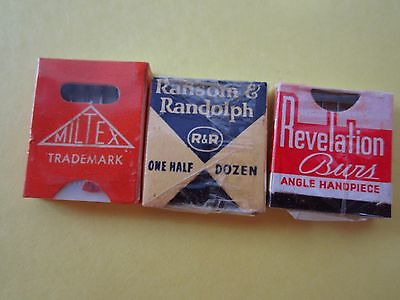 MILTEX
TRADEMARK
Ransom &
Randolph
R&R
ONE HALF DOZEN
Revelation
Burs
ANGLE HANDPIECE